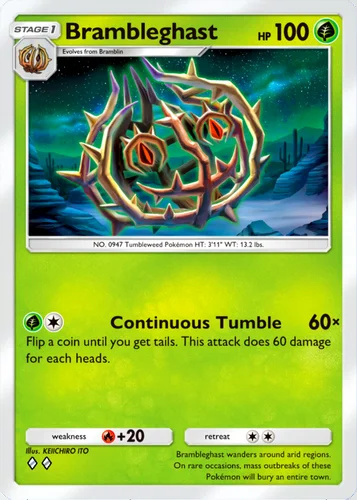 STAGE 1
Brambleghast
HP 100
Evolves from Bramblin
NO. 0947 Tumbleweed Pokémon HT: 3'11" WT: 13.2 lbs.
Continuous Tumble 60×
Flip a coin until you get tails. This attack does 60 damage
for each heads.
weakness +20
retreat
Illus. KEIICHIRO ITO
Brambleghast wanders around arid regions.
On rare occasions, mass outbreaks of these
Pokémon will bury an entire town.